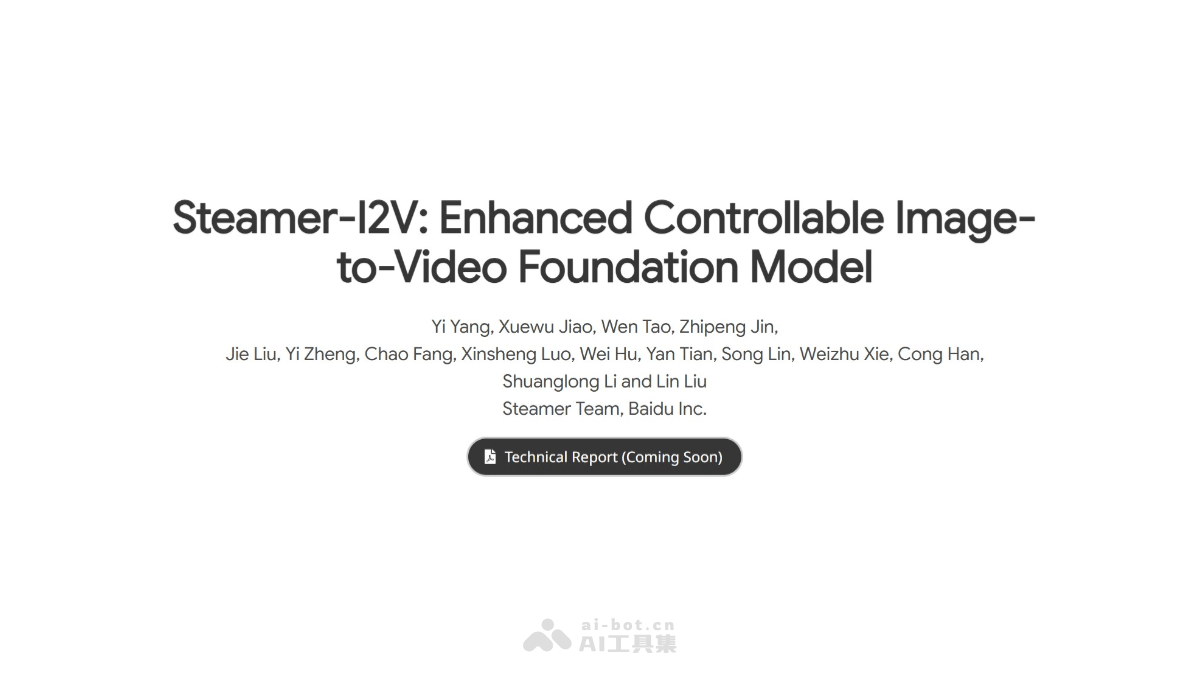 Steamer-I2V: Enhanced Controllable Image-
to-Video Foundation Model
Yi Yang, Xuewu Jiao, Wen Tao, Zhipeng Jin,
Jie Liu, Yi Zheng, Chao Fang, Xinsheng Luo, Wei Hu, Yan Tian, Song Lin, Weizhu Xie, Cong Han,
Shuanglong Li and Lin Liu
Steamer Team, Baidu Inc.
Technical Report (Coming Soon)
ai-bot.cn
AI工具集